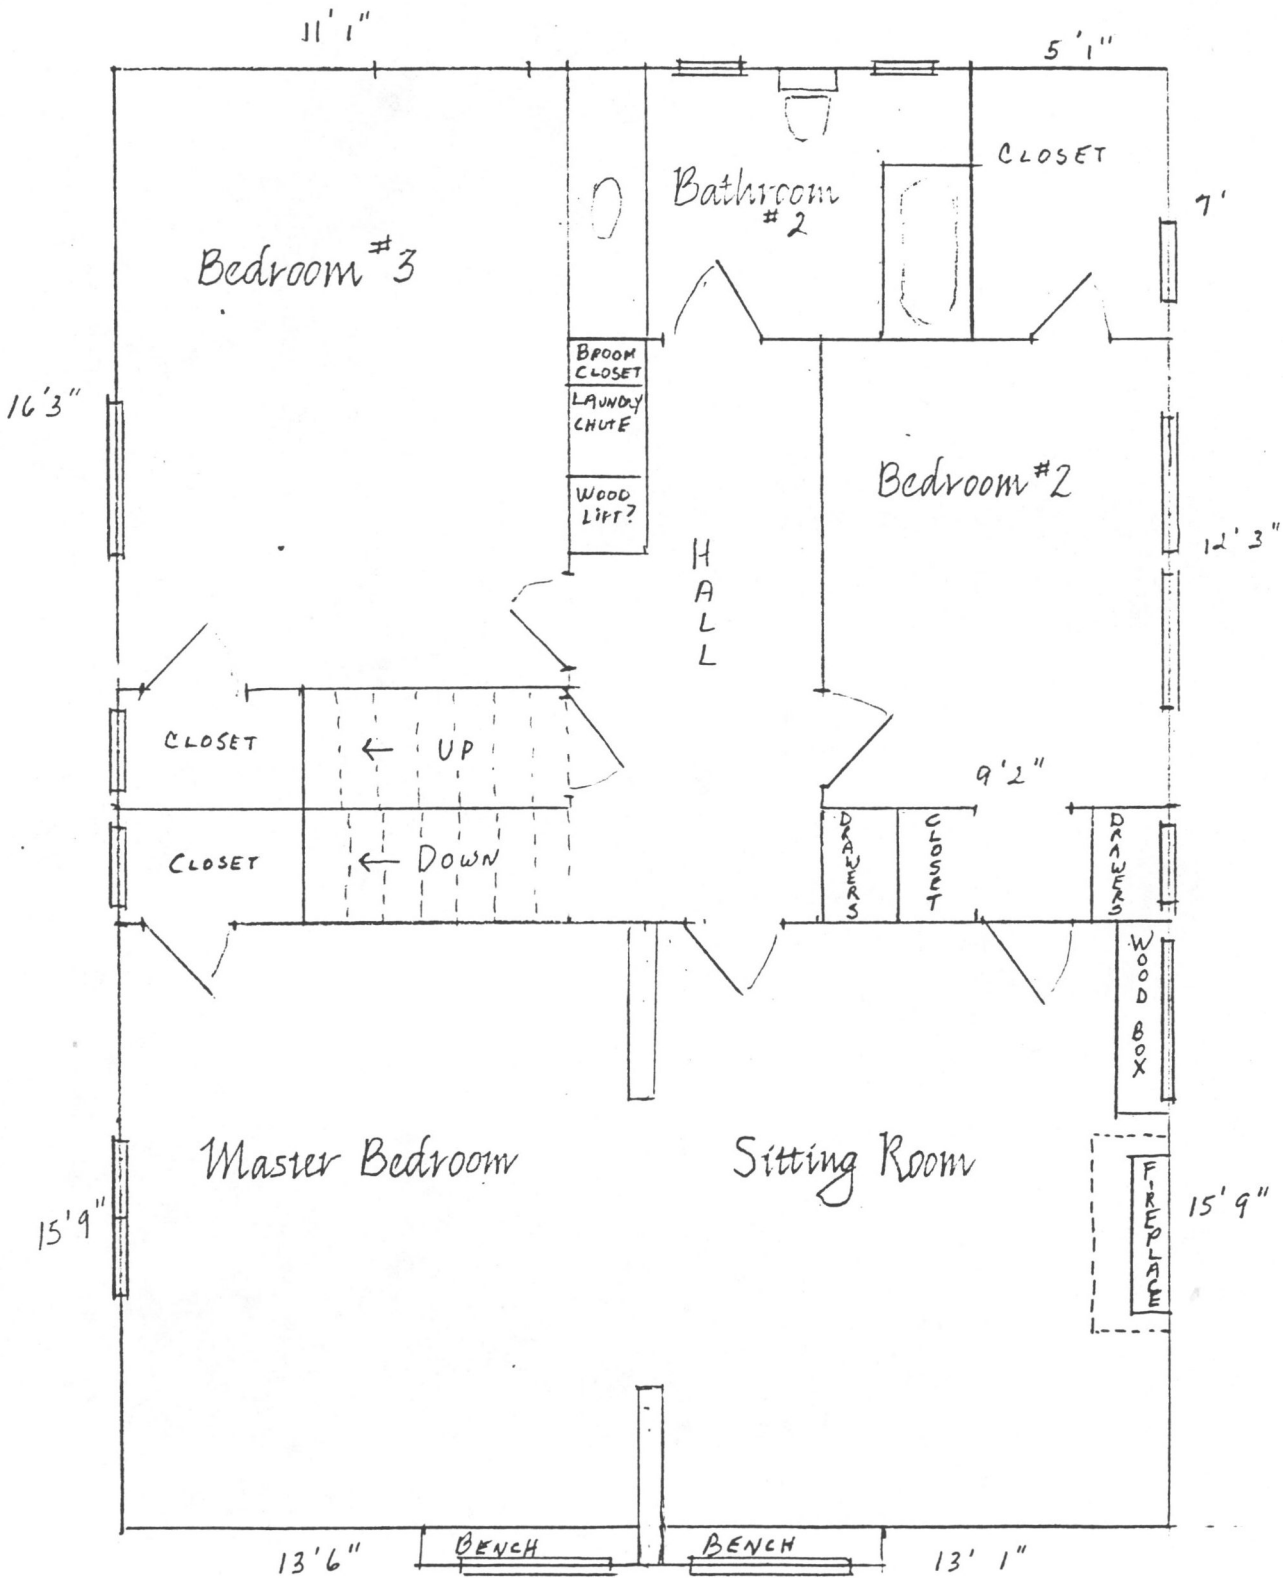 11'1"
5'1"
CLOSET
Bathroom
#2
7'
Bedroom #3
BROOM
CLOSET
LAUNDRY
CHUTE
16'3"
Bedroom #2
WOOD
LIFT?
12'3"
HALL
CLOSET
← UP
9'2"
DRAWERS
CLOSET
DRAWERS
CLOSET
← DOWN
WOOD BOX
Master Bedroom
Sitting Room
FIREPLACE
15'9"
15'9"
BENCH
BENCH
13'6"
13'1"